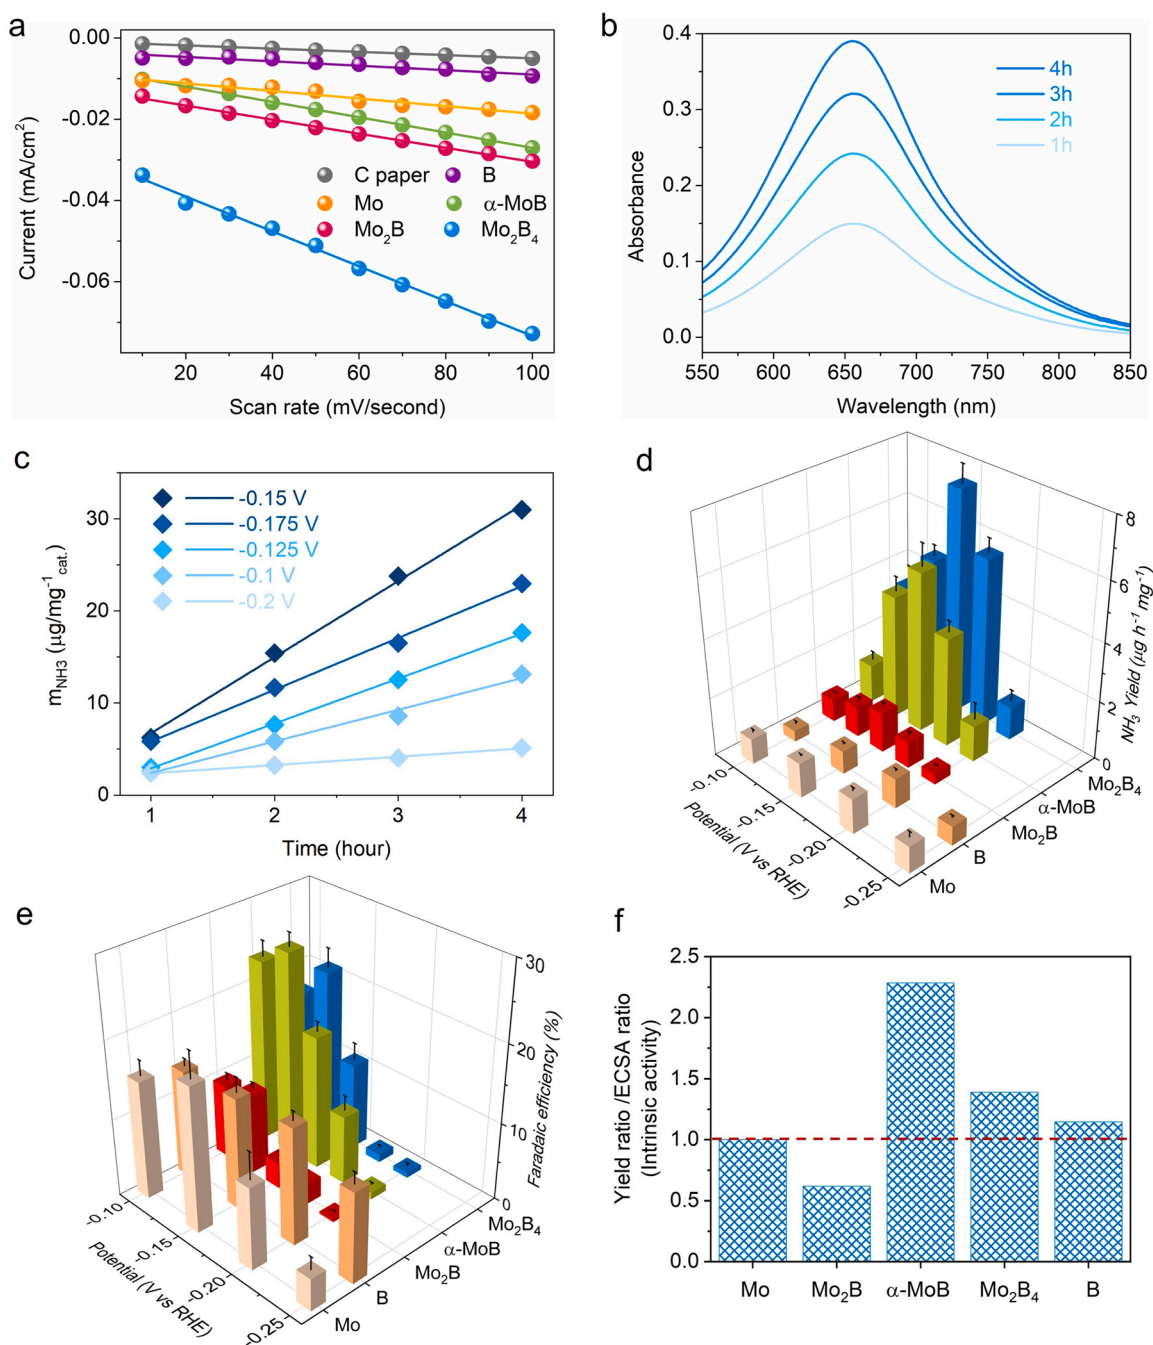 a
0.00
-0.02
-0.04
-0.06
Current (mA/cm²)
C paper
B
Mo
α-MoB
Mo₂B
Mo₂B₄
20
40
60
80
100
Scan rate (mV/second)
b
0.4
0.3
0.2
0.1
0.0
Absorbance
4h
3h
2h
1h
550
600
650
700
750
800
850
Wavelength (nm)
c
30
20
10
0
m_NH3 (μg/mg⁻¹cat.)
-0.15 V
-0.175 V
-0.125 V
-0.1 V
-0.2 V
1
2
3
4
Time (hour)
d
8
6
4
2
0
NH₃ Yield (μg h⁻¹ mg⁻¹)
-0.10
-0.15
-0.20
-0.25
Potential (V vs RHE)
Mo₂B₄
α-MoB
Mo₂B
B
Mo
e
30
20
10
0
Faradaic efficiency (%)
-0.10
-0.15
-0.20
-0.25
Potential (V vs RHE)
Mo₂B₄
α-MoB
Mo₂B
B
Mo
f
2.5
2.0
1.5
1.0
0.5
0.0
Yield ratio /ECSA ratio
(Intrinsic activity)
Mo
Mo₂B
α-MoB
Mo₂B₄
B